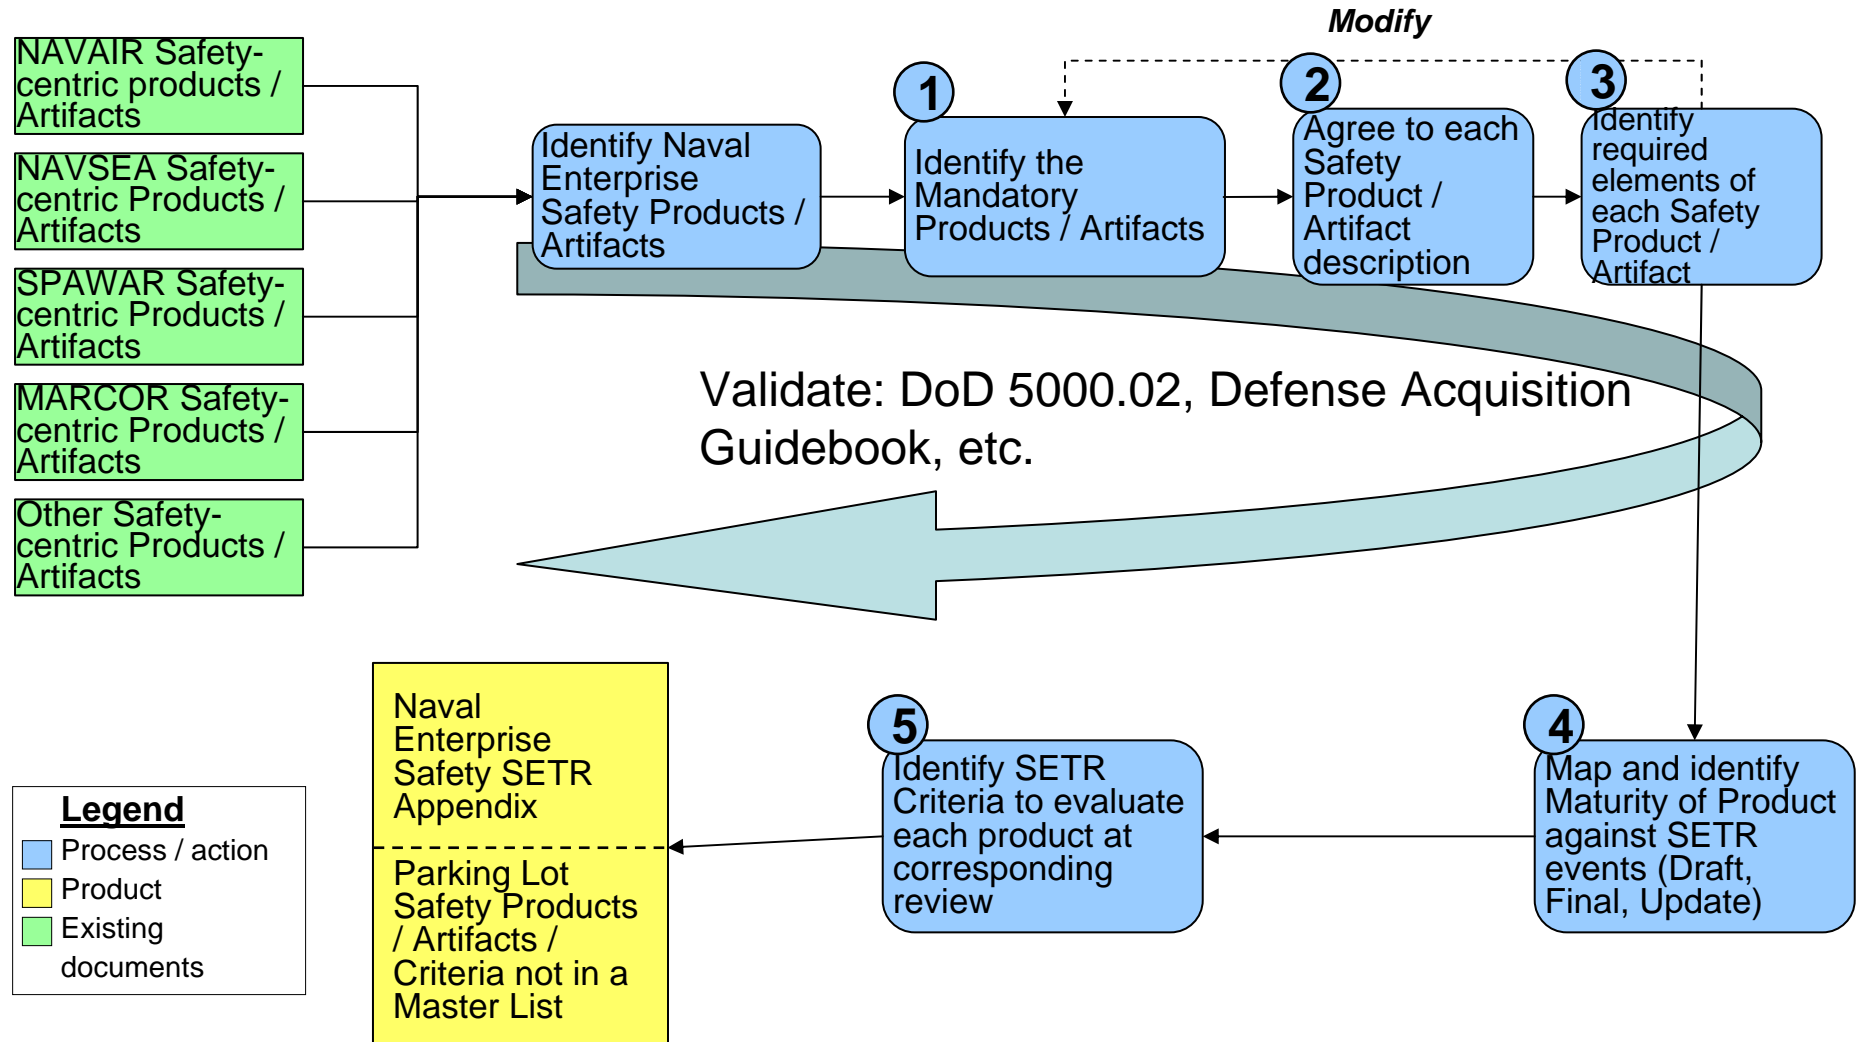 Modify
NAVAIR Safety-
centric products /
Artifacts
NAVSEA Safety-
centric Products /
Artifacts
SPAWAR Safety-
centric Products /
Artifacts
MARCOR Safety-
centric Products /
Artifacts
Other Safety-
centric Products /
Artifacts
Identify Naval
Enterprise
Safety Products /
Artifacts
1
Identify the
Mandatory
Products / Artifacts
2
Agree to each
Safety
Product /
Artifact
description
3
Identify
required
elements of
each Safety
Product /
Artifact
Validate: DoD 5000.02, Defense Acquisition
Guidebook, etc.
4
Map and identify
Maturity of Product
against SETR
events (Draft,
Final, Update)
5
Identify SETR
Criteria to evaluate
each product at
corresponding
review
Naval
Enterprise
Safety SETR
Appendix
Parking Lot
Safety Products
/ Artifacts /
Criteria not in a
Master List
Legend
Process / action
Product
Existing
documents